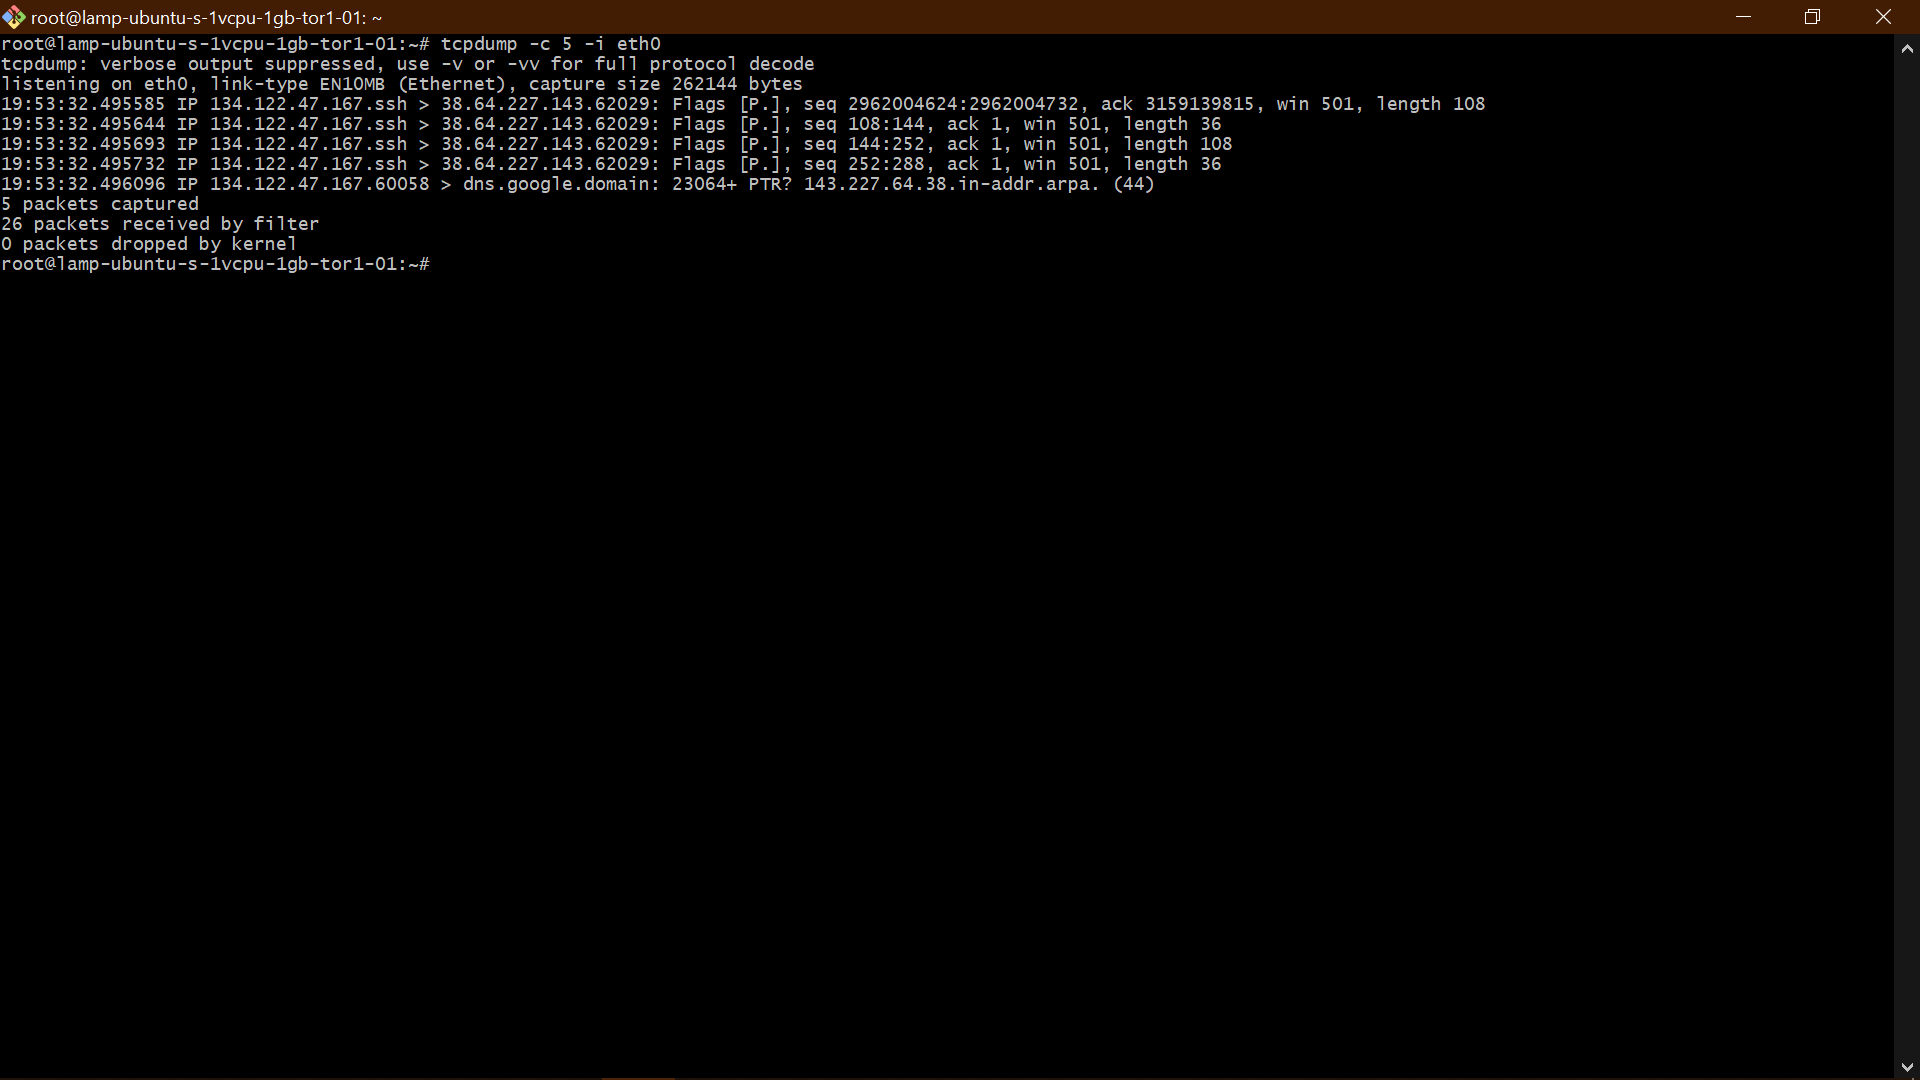 root@lamp-ubuntu-s-1vcpu-1gb-tor1-01: ~
root@lamp-ubuntu-s-1vcpu-1gb-tor1-01:~# tcpdump -c 5 -i eth0
tcpdump: verbose output suppressed, use -v or -vv for full protocol decode
listening on eth0, link-type EN10MB (Ethernet), capture size 262144 bytes
19:53:32.495585 IP 134.122.47.167.ssh > 38.64.227.143.62029: Flags [P.], seq 2962004624:2962004732, ack 3159139815, win 501, length 108
19:53:32.495644 IP 134.122.47.167.ssh > 38.64.227.143.62029: Flags [P.], seq 108:144, ack 1, win 501, length 36
19:53:32.495693 IP 134.122.47.167.ssh > 38.64.227.143.62029: Flags [P.], seq 144:252, ack 1, win 501, length 108
19:53:32.495732 IP 134.122.47.167.ssh > 38.64.227.143.62029: Flags [P.], seq 252:288, ack 1, win 501, length 36
19:53:32.496096 IP 134.122.47.167.60058 > dns.google.domain: 23064+ PTR? 143.227.64.38.in-addr.arpa. (44)
5 packets captured
26 packets received by filter
0 packets dropped by kernel
root@lamp-ubuntu-s-1vcpu-1gb-tor1-01:~#